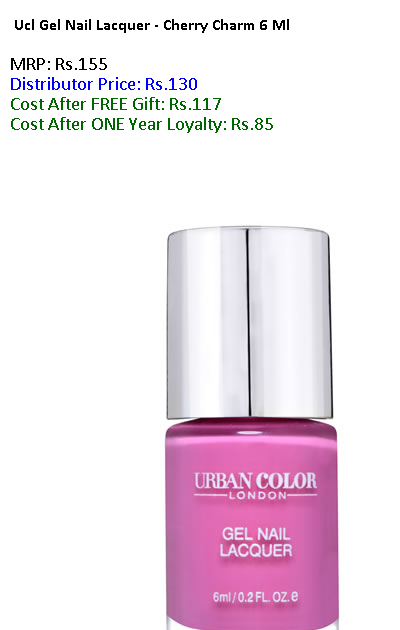 Ucl Gel Nail Lacquer - Cherry Charm 6 Ml
MRP: Rs.155
Distributor Price: Rs.130
Cost After FREE Gift: Rs.117
Cost After ONE Year Loyalty: Rs.85
URBAN COLOR
LONDON
GEL NAIL
LACQUER
6ml/0.2 FL. OZ. e